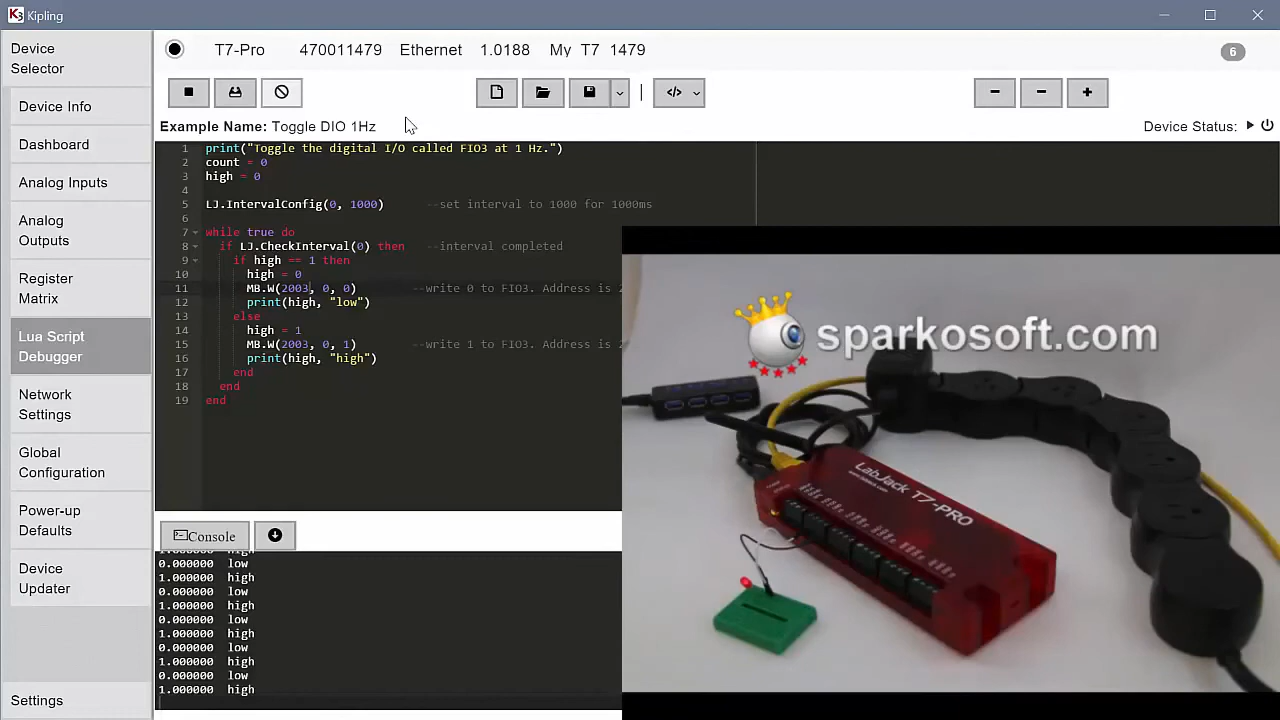 Kipling
Device
Selector
Device Info
Dashboard
Analog Inputs
Analog
Outputs
Register
Matrix
Lua Script
Debugger
Network
Settings
Global
Configuration
Power-up
Defaults
Device
Updater
Settings
T7-Pro 470011479 Ethernet 1.0188 My T7 1479
6
Example Name: Toggle DIO 1Hz
Device Status:
1 print("Toggle the digital I/O called FIO3 at 1 Hz.")
2 count = 0
3 high = 0
4
5 LJ.IntervalConfig(0, 1000) --set interval to 1000 for 1000ms
6
7 while true do
8 if LJ.CheckInterval(0) then --interval completed
9 if high == 1 then
10 high = 0
11 MB.W(2003, 0, 0) --write 0 to FIO3. Address is 2
12 print(high, "low")
13 else
14 high = 1
15 MB.W(2003, 0, 1) --write 1 to FIO3. Address is 2
16 print(high, "high")
17 end
18 end
19 end
Console
1.000000 high
0.000000 low
1.000000 high
0.000000 low
1.000000 high
0.000000 low
1.000000 high
0.000000 low
1.000000 high
0.000000 low
1.000000 high
sparkosoft.com
LabJack T7-PRO